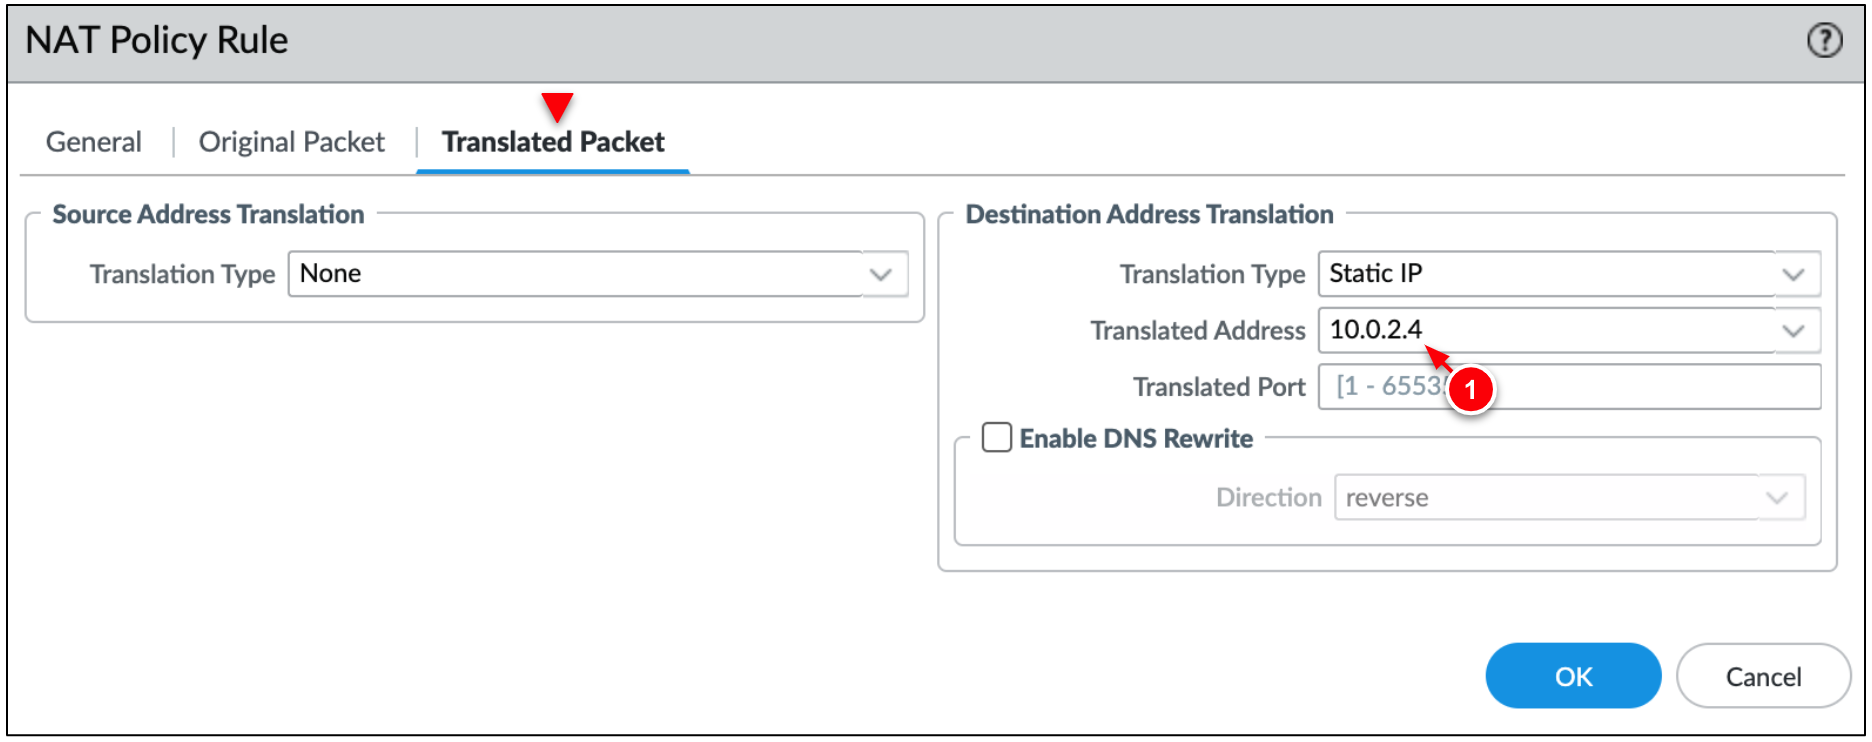 NAT Policy Rule
?
General
Original Packet
Translated Packet
Source Address Translation
Translation Type
None
Destination Address Translation
Translation Type
Static IP
Translated Address
10.0.2.4
Translated Port
[1 - 6553
1
Enable DNS Rewrite
Direction
reverse
OK
Cancel